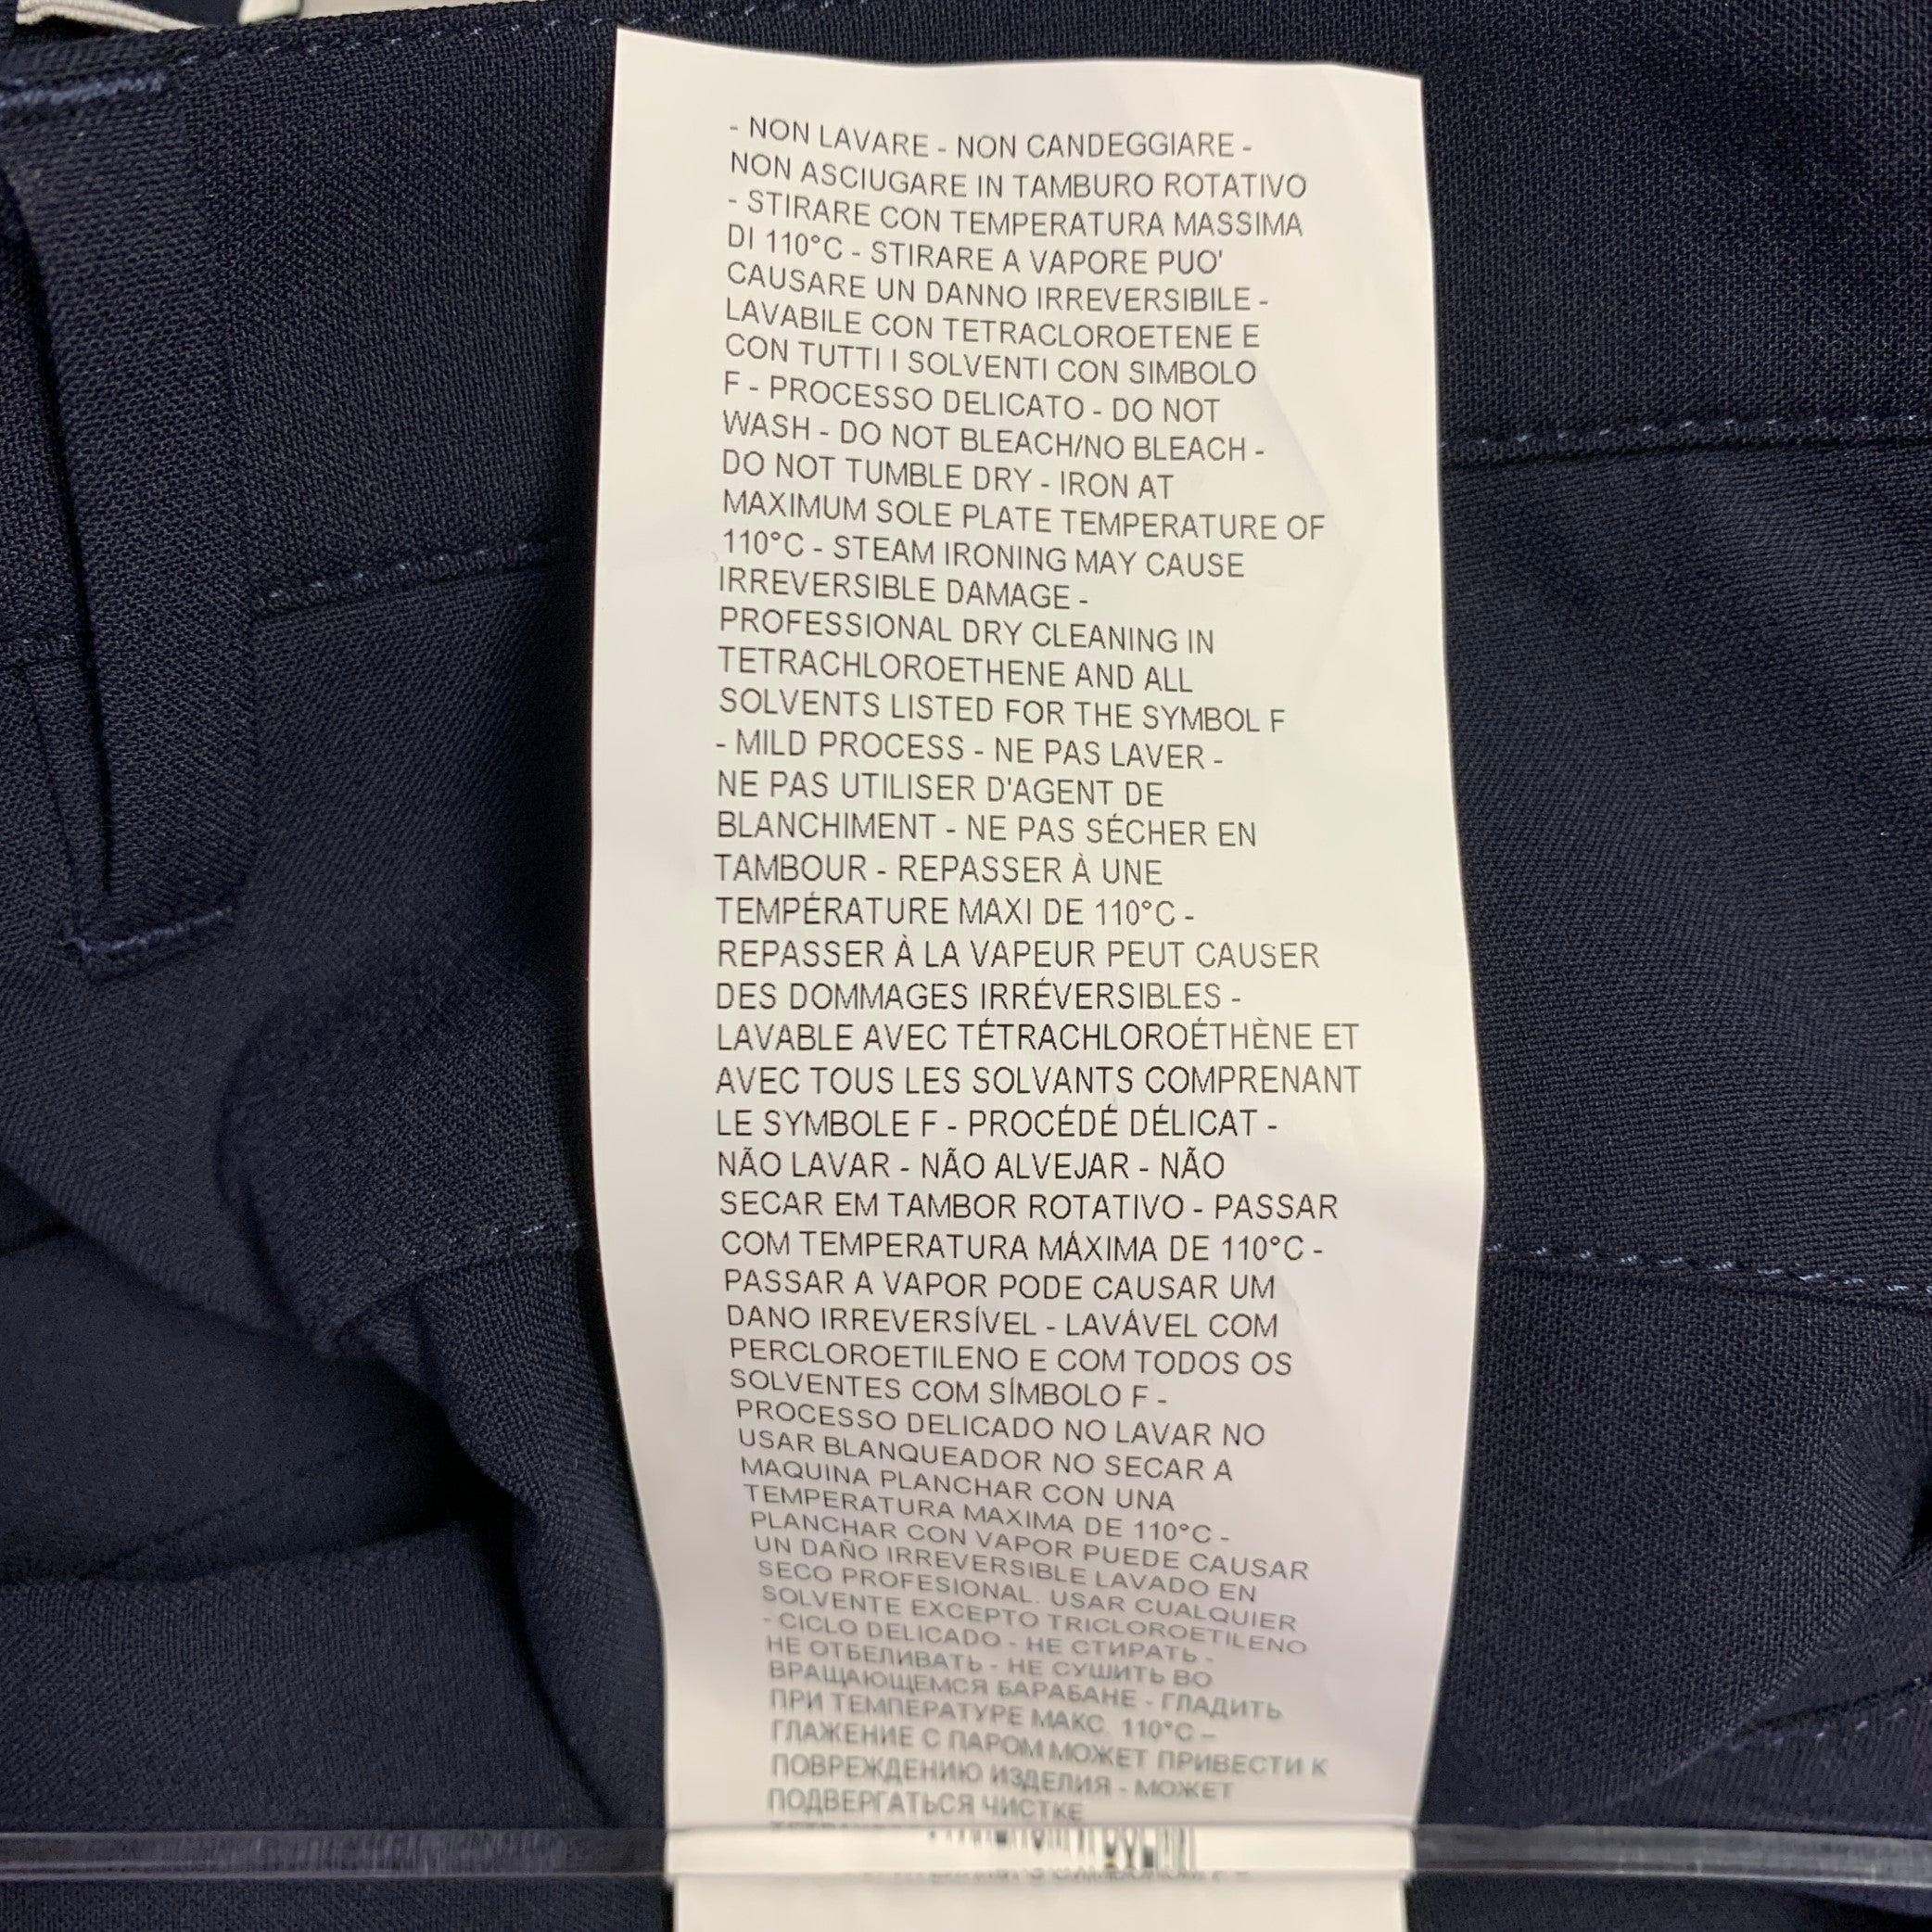 - NON LAVARE - NON CANDEGGIARE -
NON ASCIUGARE IN TAMBURO ROTATIVO
- STIRARE CON TEMPERATURA MASSIMA
DI 110°C - STIRARE A VAPORE PUO'
CAUSARE UN DANNO IRREVERSIBILE -
LAVABILE CON TETRACLOROETENE E
CON TUTTI I SOLVENTI CON SIMBOLO
F - PROCESSO DELICATO - DO NOT
WASH - DO NOT BLEACH/NO BLEACH -
DO NOT TUMBLE DRY - IRON AT
MAXIMUM SOLE PLATE TEMPERATURE OF
110°C - STEAM IRONING MAY CAUSE
IRREVERSIBLE DAMAGE -
PROFESSIONAL DRY CLEANING IN
TETRACHLOROETHENE AND ALL
SOLVENTS LISTED FOR THE SYMBOL F
- MILD PROCESS - NE PAS LAVER -
NE PAS UTILISER D'AGENT DE
BLANCHIMENT - NE PAS SÉCHER EN
TAMBOUR - REPASSER À UNE
TEMPÉRATURE MAXI DE 110°C -
REPASSER À LA VAPEUR PEUT CAUSER
DES DOMMAGES IRRÉVERSIBLES -
LAVABLE AVEC TÉTRACHLOROÉTHÈNE ET
AVEC TOUS LES SOLVANTS COMPRENANT
LE SYMBOLE F - PROCÉDÉ DÉLICAT -
NÃO LAVAR - NÃO ALVEJAR - NÃO
SECAR EM TAMBOR ROTATIVO - PASSAR
COM TEMPERATURA MÁXIMA DE 110°C -
PASSAR A VAPOR PODE CAUSAR UM
DANO IRREVERSÍVEL - LAVÁVEL COM
PERCLOROETILENO E COM TODOS OS
SOLVENTES COM SÍMBOLO F -
PROCESSO DELICADO NO LAVAR NO
USAR BLANQUEADOR NO SECAR A
MAQUINA PLANCHAR CON UNA
TEMPERATURA MAXIMA DE 110°C -
PLANCHAR CON VAPOR PUEDE CAUSAR
UN DAÑO IRREVERSIBLE LAVADO EN
SECO PROFESIONAL. USAR CUALQUIER
SOLVENTE EXCEPTO TRICLOROETILENO
- CICLO DELICADO - НЕ СТИРАТЬ -
НЕ ОТБЕЛИВАТЬ - НЕ СУШИТЬ ВО
ВРАЩАЮЩЕМСЯ БАРАБАНЕ - ГЛАДИТЬ
ПРИ ТЕМПЕРАТУРЕ МАКС. 110°C –
ГЛАЖЕНИЕ С ПАРОМ МОЖЕТ ПРИВЕСТИ К
ПОВРЕЖДЕНИЮ ИЗДЕЛИЯ - МОЖЕТ
ПОДВЕРГАТЬСЯ ЧИСТКЕ